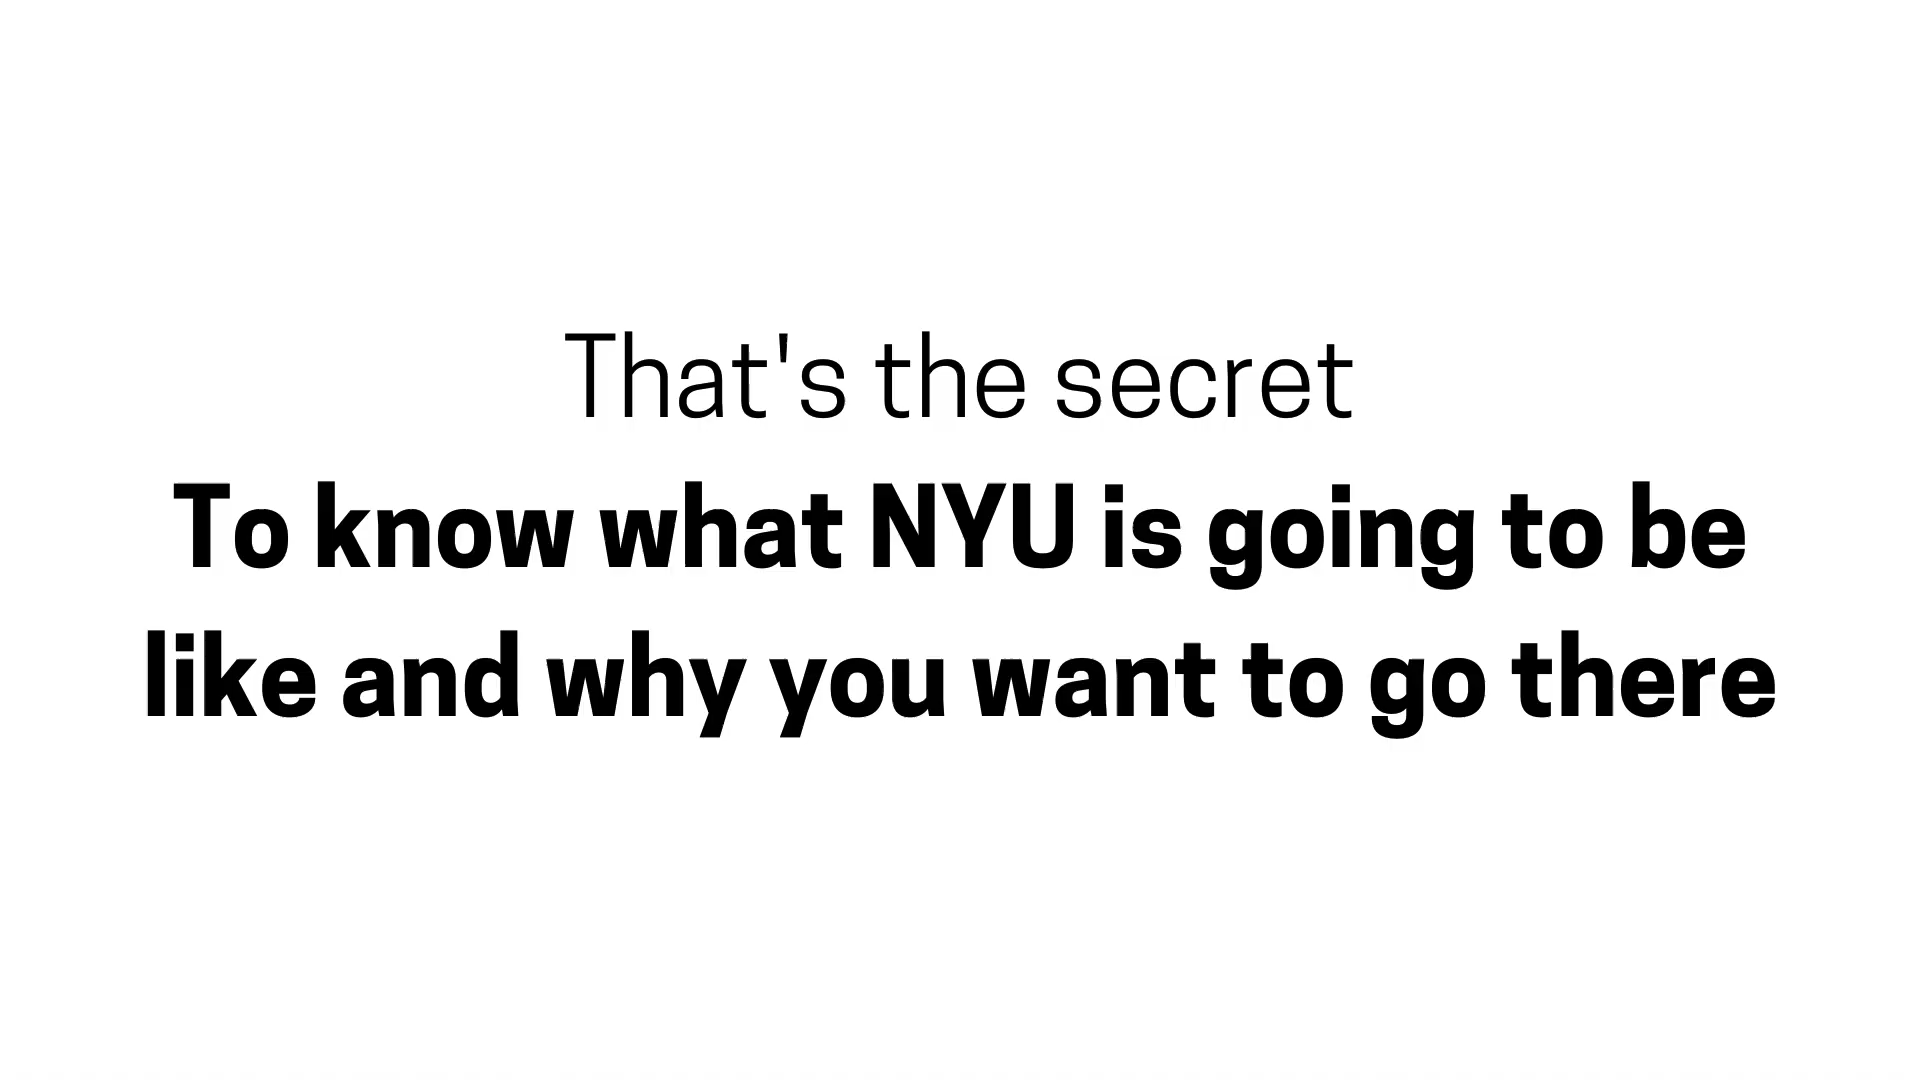 That's the secret
To know what NYU is going to be
like and why you want to go there